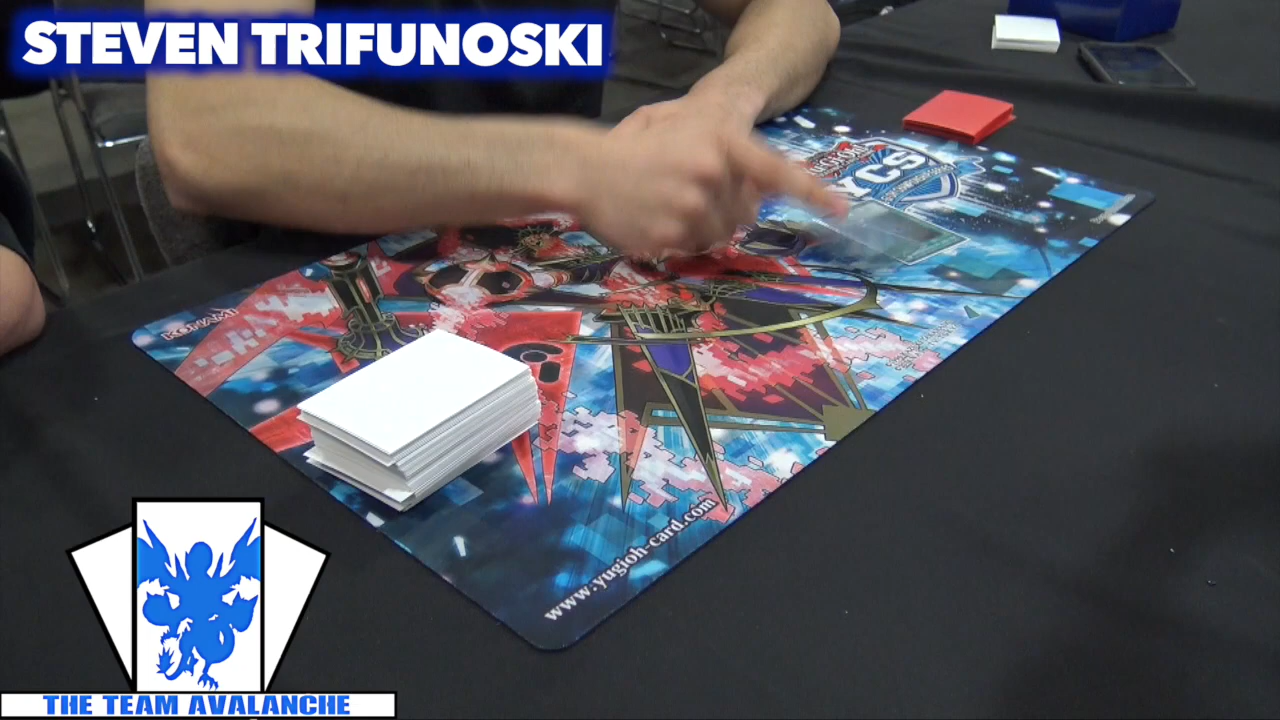 STEVEN TRIFUNOSKI
YCS
KONAMI
www.yugioh-card.com
THE TEAM AVALANCHE